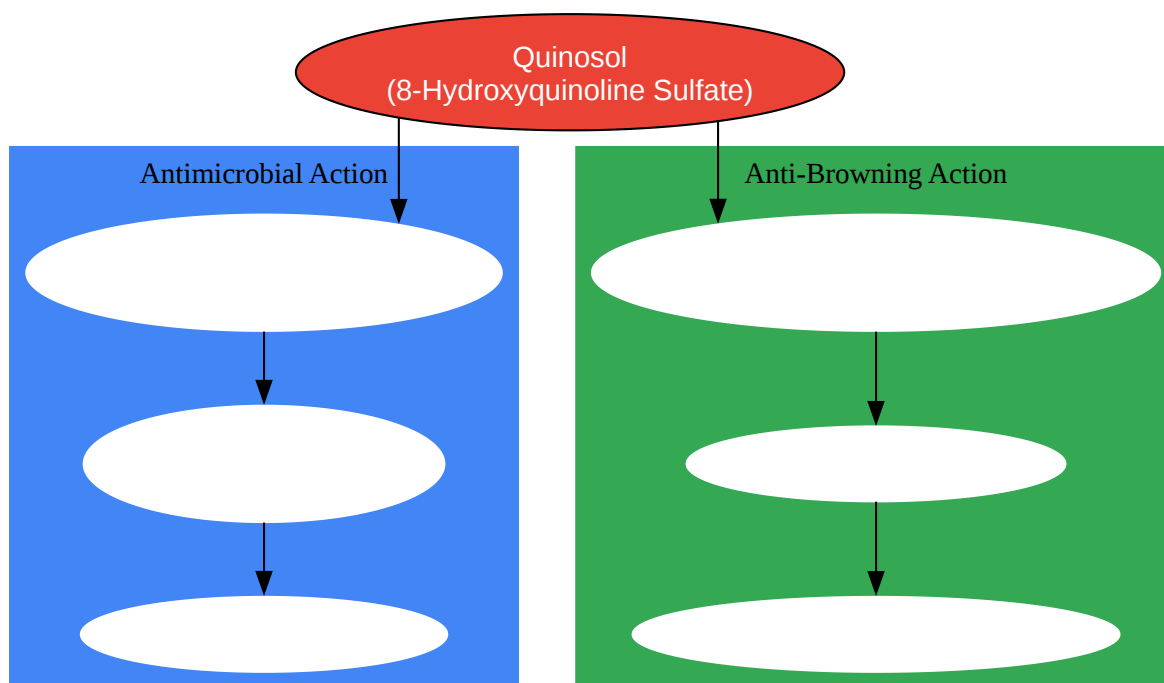 Quinosol
(8-Hydroxyquinoline Sulfate)
Antimicrobial Action
Anti-Browning Action